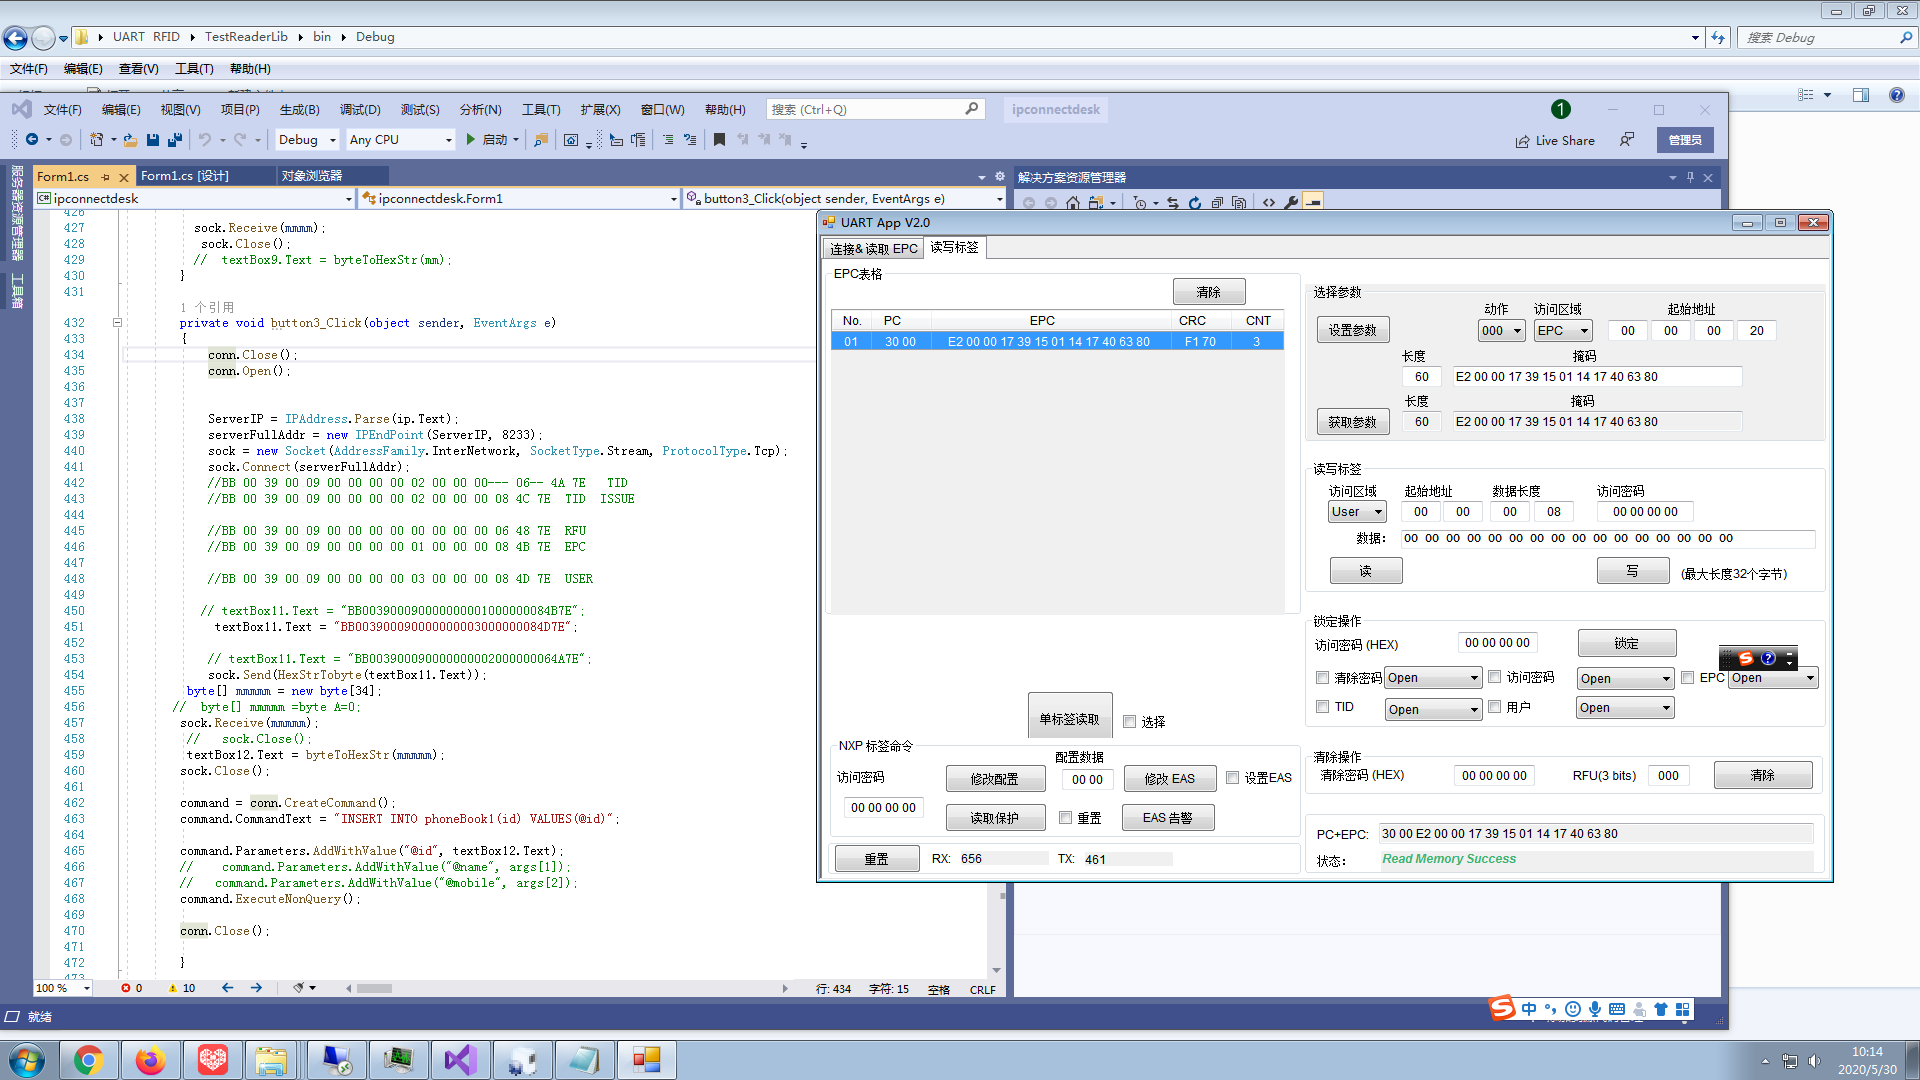 UART RFID TestReaderLib bin Debug
搜索 Debug
文件(F) 编辑(E) 查看(V) 工具(T) 帮助(H)
文件(F) 编辑(E) 视图(V) 项目(P) 生成(B) 调试(D) 测试(S) 分析(N) 工具(T) 扩展(X) 窗口(W) 帮助(H) 搜索 (Ctrl+Q) ipconnectdesk 1
Debug Any CPU 启动 Live Share 管理员
服务器资源管理器
工具箱
Form1.cs Form1.cs [设计] 对象浏览器
ipconnectdesk ipconnectdesk.Form1 button3_Click(object sender, EventArgs e)
解决方案资源管理器
426
427 sock.Receive(mmmm);
428 sock.Close();
429 // textBox9.Text = byteToHexStr(mm);
430 }
431
1 个引用
432 private void button3_Click(object sender, EventArgs e)
433 {
434 conn.Close();
435 conn.Open();
436
437
438 ServerIP = IPAddress.Parse(ip.Text);
439 serverFullAddr = new IPEndPoint(ServerIP, 8233);
440 sock = new Socket(AddressFamily.InterNetwork, SocketType.Stream, ProtocolType.Tcp);
441 sock.Connect(serverFullAddr);
442 //BB 00 39 00 09 00 00 00 00 02 00 00 00--- 06-- 4A 7E TID
443 //BB 00 39 00 09 00 00 00 00 02 00 00 00 08 4C 7E TID ISSUE
444
445 //BB 00 39 00 09 00 00 00 00 00 00 00 00 06 48 7E RFU
446 //BB 00 39 00 09 00 00 00 00 01 00 00 00 08 4B 7E EPC
447
448 //BB 00 39 00 09 00 00 00 00 03 00 00 00 08 4D 7E USER
449
450 // textBox11.Text = "BB003900090000000001000000084B7E";
451 textBox11.Text = "BB003900090000000003000000084D7E";
452
453 // textBox11.Text = "BB003900090000000002000000064A7E";
454 sock.Send(HexStrTobyte(textBox11.Text));
455 byte[] mmmmm = new byte[34];
456 // byte[] mmmmm =byte A=0;
457 sock.Receive(mmmmm);
458 // sock.Close();
459 textBox12.Text = byteToHexStr(mmmmm);
460 sock.Close();
461
462 command = conn.CreateCommand();
463 command.CommandText = "INSERT INTO phoneBook1(id) VALUES(@id)";
464
465 command.Parameters.AddWithValue("@id", textBox12.Text);
466 // command.Parameters.AddWithValue("@name", args[1]);
467 // command.Parameters.AddWithValue("@mobile", args[2]);
468 command.ExecuteNonQuery();
469
470 conn.Close();
471
472 }
473
100 % 0 10 行: 434 字符: 15 空格 CRLF
就绪
UART App V2.0
连接&读取 EPC 读写标签
EPC表格
清除
No. PC EPC CRC CNT
01 30 00 E2 00 00 17 39 15 01 14 17 40 63 80 F1 70 3
单标签读取 选择
NXP 标签命令
配置数据
访问密码 修改配置 00 00 修改 EAS 设置EAS
00 00 00 00 读取保护 重置 EAS 告警
重置 RX: 656 TX: 461
选择参数
动作 访问区域 起始地址
设置参数 000 EPC 00 00 00 20
长度 掩码
60 E2 00 00 17 39 15 01 14 17 40 63 80
长度 掩码
获取参数 60 E2 00 00 17 39 15 01 14 17 40 63 80
读写标签
访问区域 起始地址 数据长度 访问密码
User 00 00 00 08 00 00 00 00
数据: 00 00 00 00 00 00 00 00 00 00 00 00 00 00 00 00
读 写 (最大长度32个字节)
锁定操作
访问密码 (HEX) 00 00 00 00 锁定
清除密码 Open 访问密码 Open EPC Open
TID Open 用户 Open
清除操作
清除密码 (HEX) 00 00 00 00 RFU(3 bits) 000 清除
PC+EPC: 30 00 E2 00 00 17 39 15 01 14 17 40 63 80
状态: Read Memory Success
中
10:14
2020/5/30